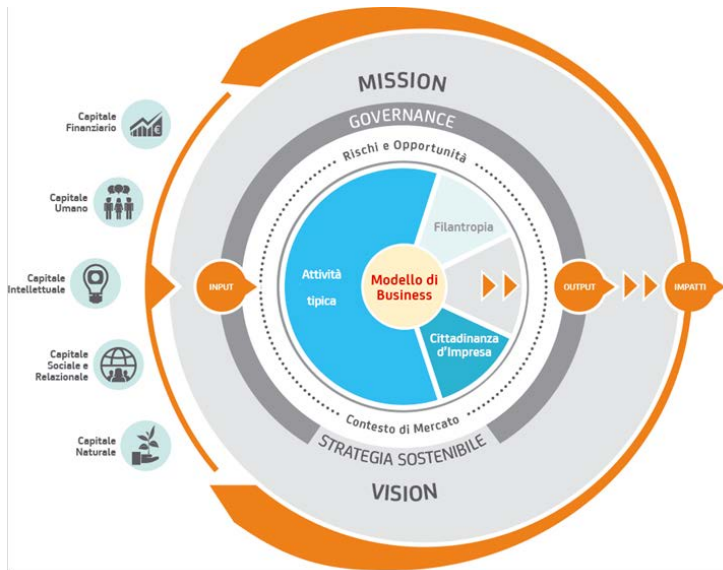 MISSION
GOVERNANCE
Rischi e Opportunità
Capitale
Finanziario
Capitale
Umano
Capitale
Intellettuale
Capitale
Sociale e
Relazionale
Capitale
Naturale
INPUT
Attività
tipica
Filantropia
Modello di
Business
Cittadinanza
d'Impresa
OUTPUT
IMPATTI
Contesto di Mercato
STRATEGIA SOSTENIBILE
VISION